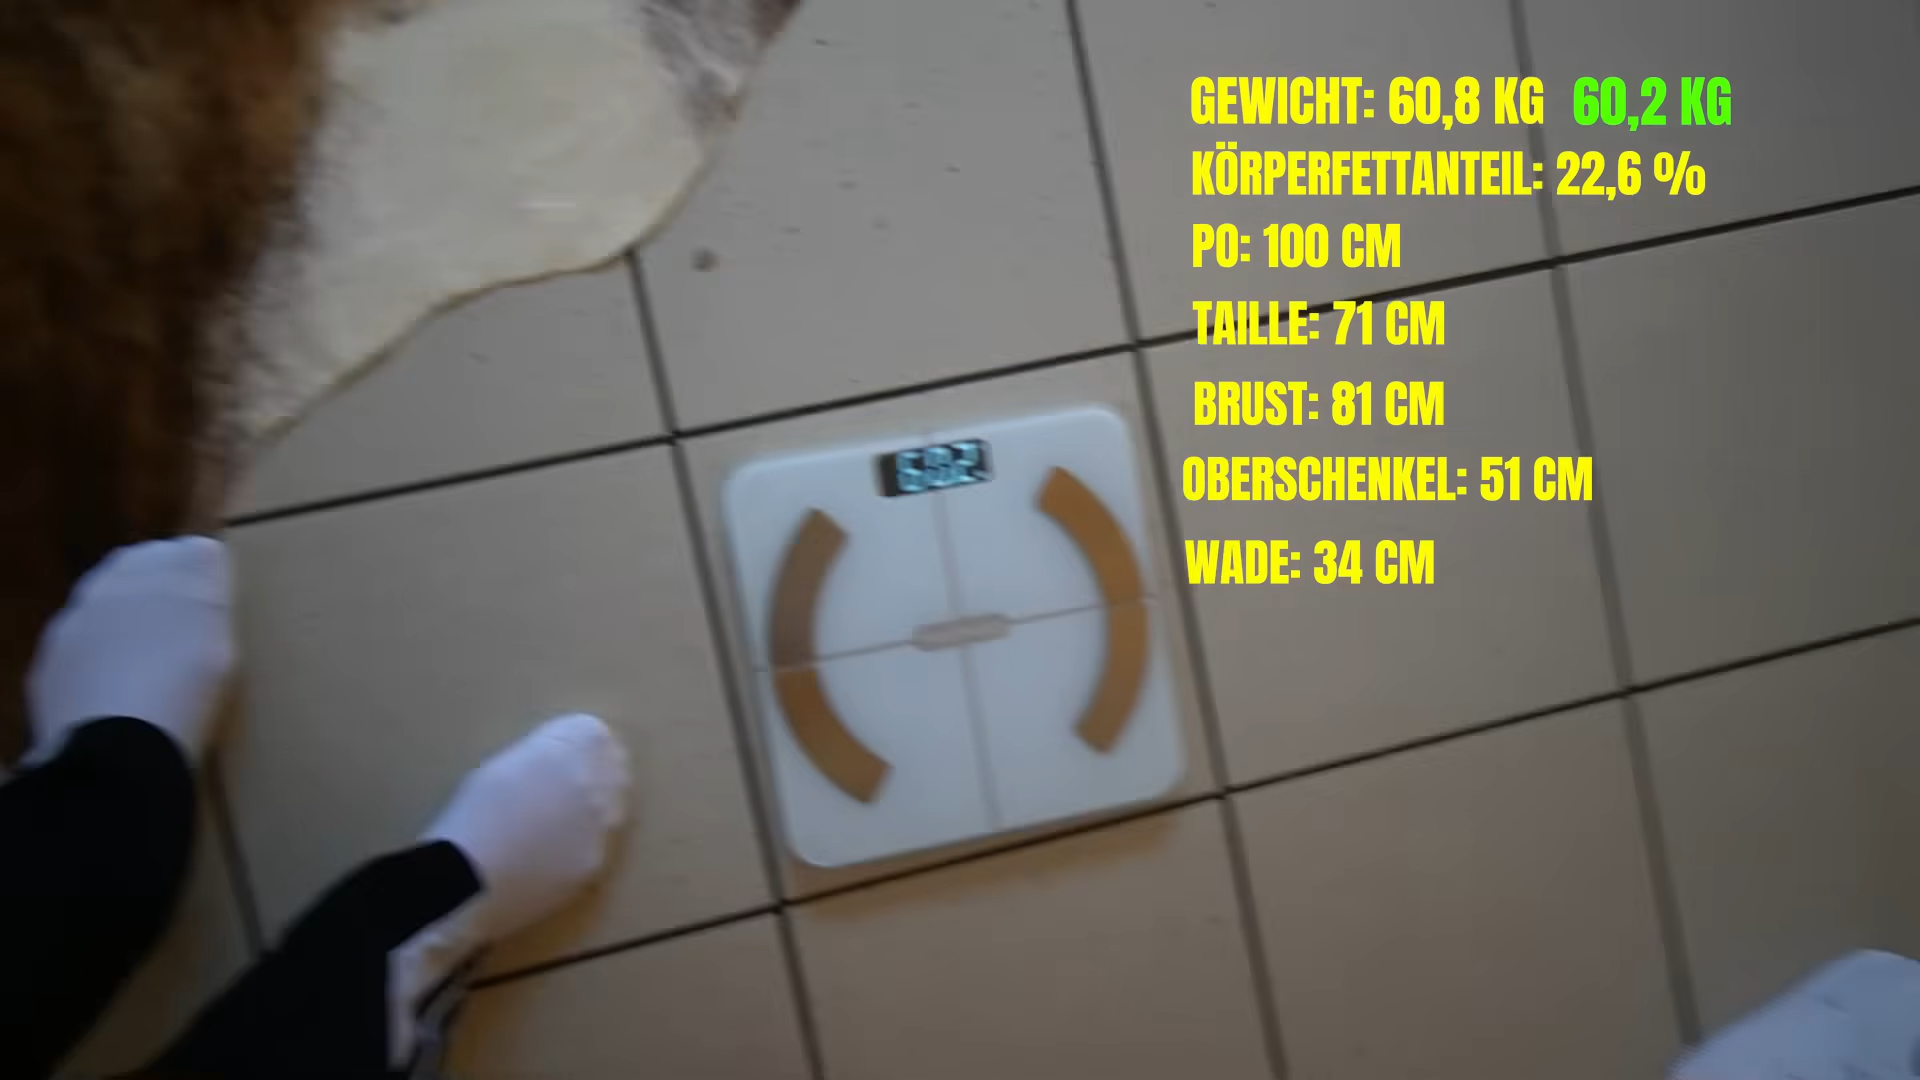 GEWICHT: 60,8 KG 60,2 KG
KÖRPERFETTANTEIL: 22,6 %
PO: 100 CM
TAILLE: 71 CM
BRUST: 81 CM
OBERSCHENKEL: 51 CM
WADE: 34 CM